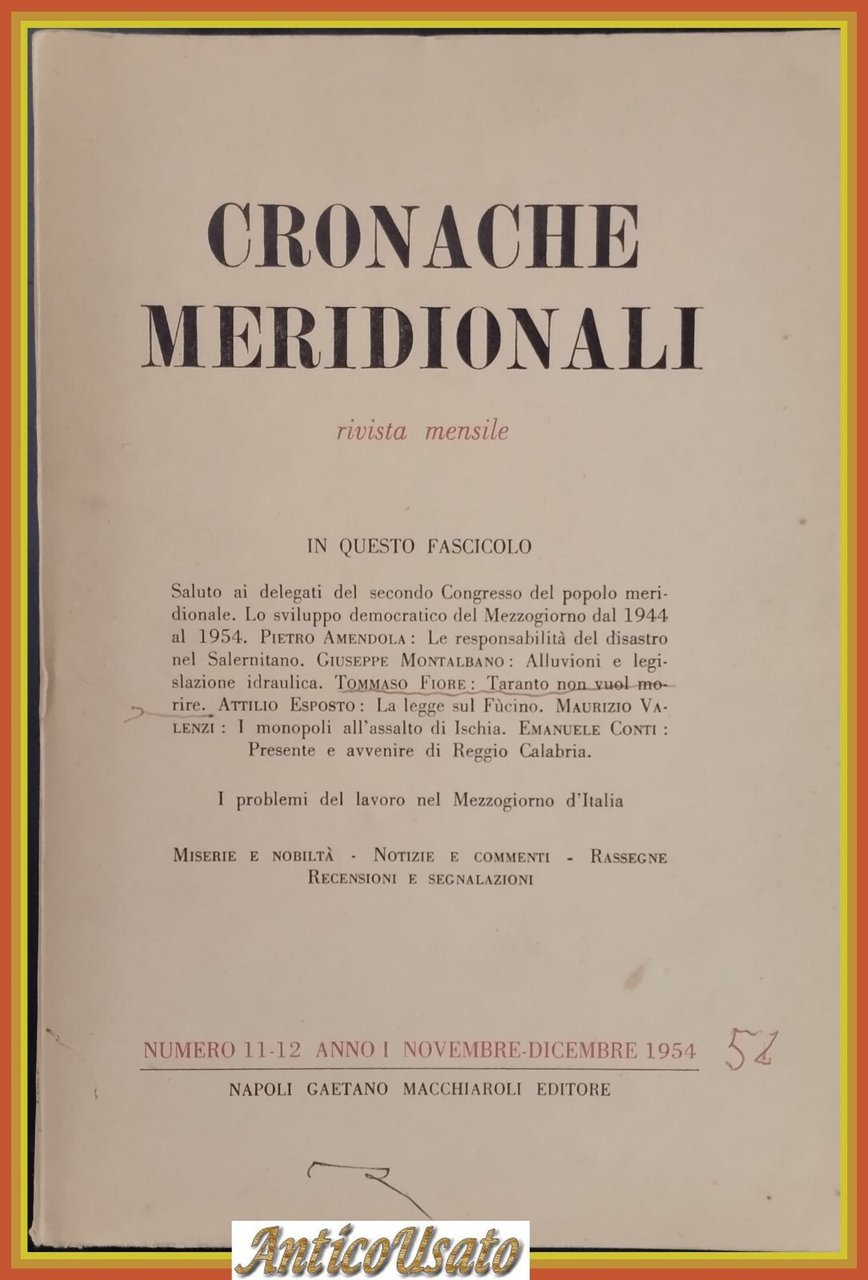 CRONACHE
MERIDIONALI
rivista mensile
IN QUESTO FASCICOLO
Saluto ai delegati del secondo Congresso del popolo meri-
dionale. Lo sviluppo democratico del Mezzogiorno dal 1944
al 1954. PIETRO AMENDOLA : Le responsabilità del disastro
nel Salernitano. GIUSEPPE MONTALBANO : Alluvioni e legi-
slazione idraulica. TOMMASO FIORE : Taranto non vuol mo-
rire. ATTILIO ESPOSTO : La legge sul Fùcino. MAURIZIO VA-
LENZI : I monopoli all'assalto di Ischia. EMANUELE CONTI :
Presente e avvenire di Reggio Calabria.
I problemi del lavoro nel Mezzogiorno d'Italia
MISERIE E NOBILTÀ - NOTIZIE E COMMENTI - RASSEGNE
RECENSIONI E SEGNALAZIONI
NUMERO 11-12 ANNO I NOVEMBRE-DICEMBRE 1954
NAPOLI GAETANO MACCHIAROLI EDITORE
AnticoUsato